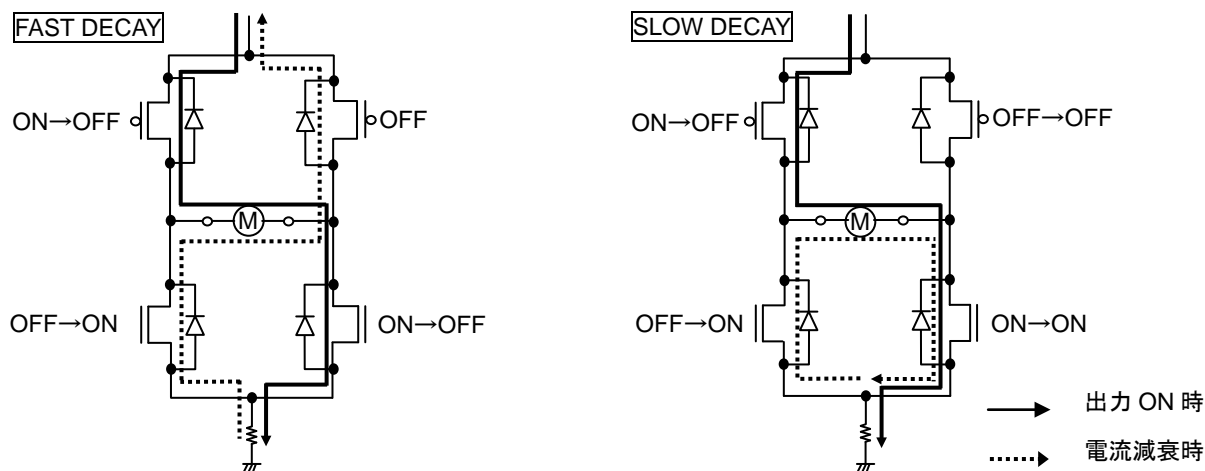 FAST DECAY
ON→OFF
OFF
M
OFF→ON
ON→OFF
SLOW DECAY
ON→OFF
OFF→OFF
M
OFF→ON
ON→ON
出力 ON 時
電流減衰時